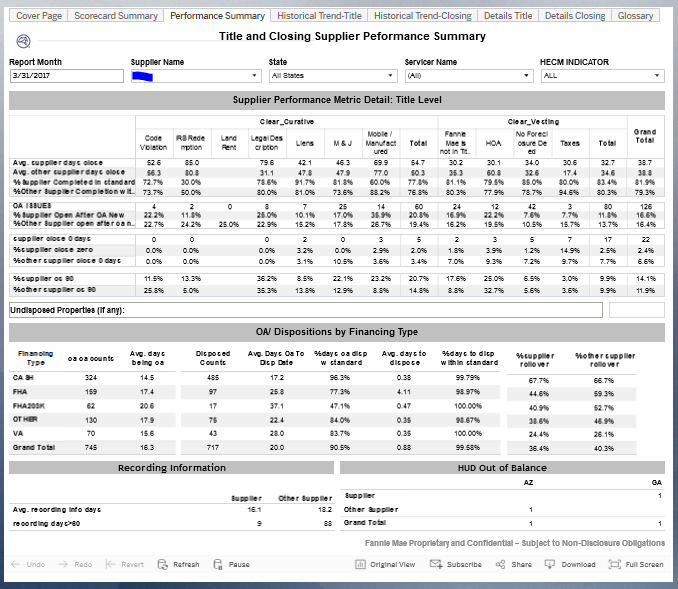 Cover Page Scorecard Summary Performance Summary Historical Trend-Title Historical Trend-Closing Details Title Details Closing Glossary
Title and Closing Supplier Peformance Summary
Report Month Supplier Name State Servicer Name HECM INDICATOR
3/31/2017 All States (All) ALL
Supplier Performance Metric Detail: Title Level
Clear_Curative Clear_Vesting Grand Total
Code Violation IRS Rede mption Land Rent Legal Des cription Liens M & J Mobile / Manufact ured Total Fannie Mae is not in Tit.. HOA No Forecl osure De ed Taxes Total
Avg. supplier days close 52.6 85.0 79.6 42.1 46.3 69.9 54.7 30.2 30.1 34.0 30.6 32.7 38.7
Avg. other supplier days close 56.3 80.8 31.1 47.8 47.9 77.0 50.3 35.3 60.8 32.6 17.4 34.6 38.8
% Supplier Completed in standard 72.7% 30.0% 78.6% 91.7% 81.8% 60.0% 77.8% 81.1% 79.6% 85.0% 80.0% 83.4% 81.9%
%Other Supplier Completion wit.. 73.7% 50.0% 80.0% 81.0% 73.6% 88.2% 76.8% 80.3% 77.9% 78.7% 94.6% 80.3% 79.3%
OA ISSUES 4 2 0 8 7 25 14 60 24 12 42 3 80 126
% Supplier Open After OA New 22.2% 11.8% 25.0% 10.1% 17.0% 35.9% 20.8% 16.9% 22.2% 7.6% 7.7% 11.8% 16.6%
%Other Supplier open after oa n.. 22.7% 24.2% 25.0% 22.9% 15.2% 17.8% 26.7% 19.4% 16.2% 19.5% 10.5% 15.7% 13.7% 16.4%
supplier close 0 days 0 0 2 0 3 5 2 3 5 7 17 22
%supplier close zero 0.0% 0.0% 0.0% 3.2% 0.0% 2.9% 2.0% 1.8% 3.9% 1.2% 14.9% 2.5% 2.4%
%other supplier close 0 days 0.0% 0.0% 0.0% 3.1% 10.5% 3.6% 3.4% 7.0% 9.3% 7.2% 9.7% 7.7% 6.6%
%supplier os 90 11.5% 13.3% 36.2% 8.5% 22.1% 23.2% 20.7% 17.6% 25.0% 6.5% 3.0% 9.9% 14.1%
%other supplier os 90 25.8% 5.0% 35.3% 13.8% 12.9% 8.8% 14.8% 8.8% 32.7% 5.6% 3.6% 9.9% 11.9%
Undisposed Properties (if any):
OA/ Dispositions by Financing Type
Financing Type oa oa counts Avg. days being oa Disposed Counts Avg. Days Oa To Disp Date %days oa disp w standard Avg. days to dispose %days to disp within standard %supplier rollover %other supplier rollover
CASH 324 14.5 485 17.2 96.3% 0.38 99.79% 67.7% 66.7%
FHA 159 17.4 97 25.8 77.3% 4.11 98.97% 44.6% 59.3%
FHA203K 62 20.6 17 37.1 47.1% 0.47 100.00% 40.9% 52.7%
OTHER 130 17.9 75 22.4 84.0% 0.35 98.67% 38.6% 46.9%
VA 70 15.6 43 28.0 83.7% 0.35 100.00% 24.4% 26.1%
Grand Total 745 16.3 717 20.0 90.5% 0.88 99.58% 36.4% 40.3%
Recording Information HUD Out of Balance
AZ GA
Supplier Other Supplier
Supplier 1
Avg. recording info days 16.1 18.2
Other Supplier 1
recording days>60 9 88
Grand Total 1 1
Fannie Mae Proprietary and Confidential – Subject to Non-Disclosure Obligations
Undo Redo Revert Refresh Pause Original View Subscribe Share Download Full Screen